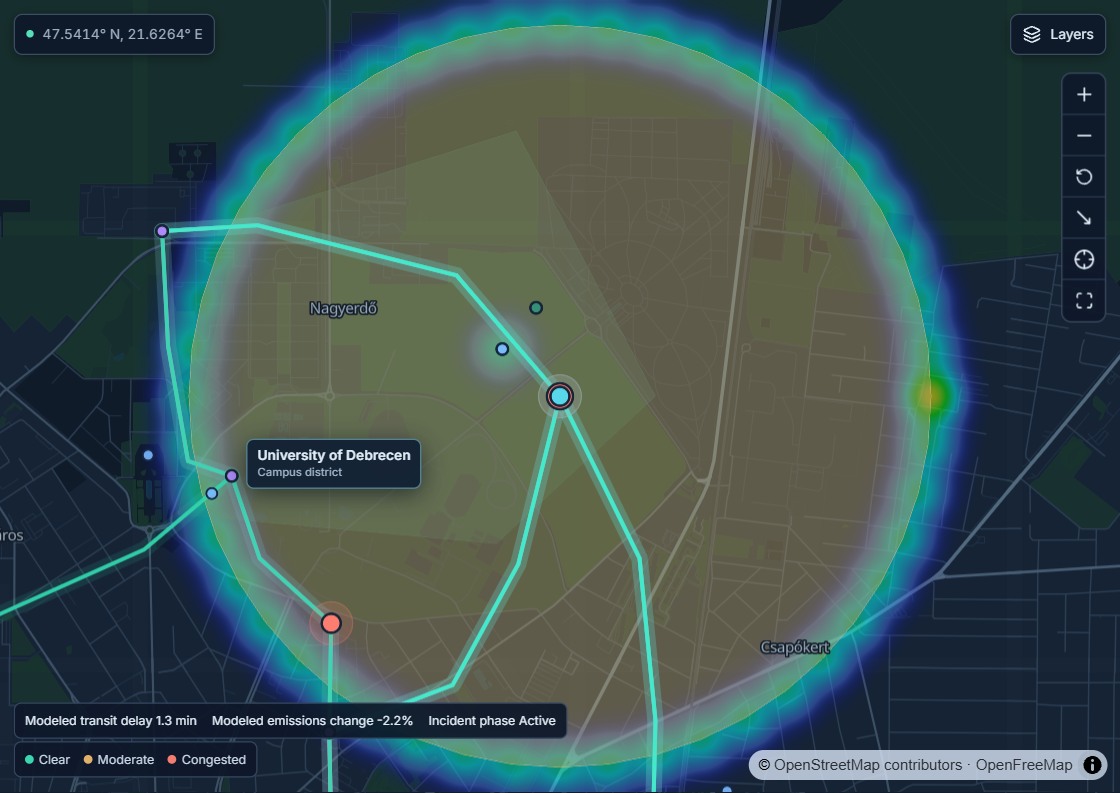 47.5414° N, 21.6264° E
Layers
Nagyerdő
University of Debrecen
Campus district
Csapókert
Modeled transit delay 1.3 min Modeled emissions change -2.2% Incident phase Active
Clear Moderate Congested
© OpenStreetMap contributors · OpenFreeMap